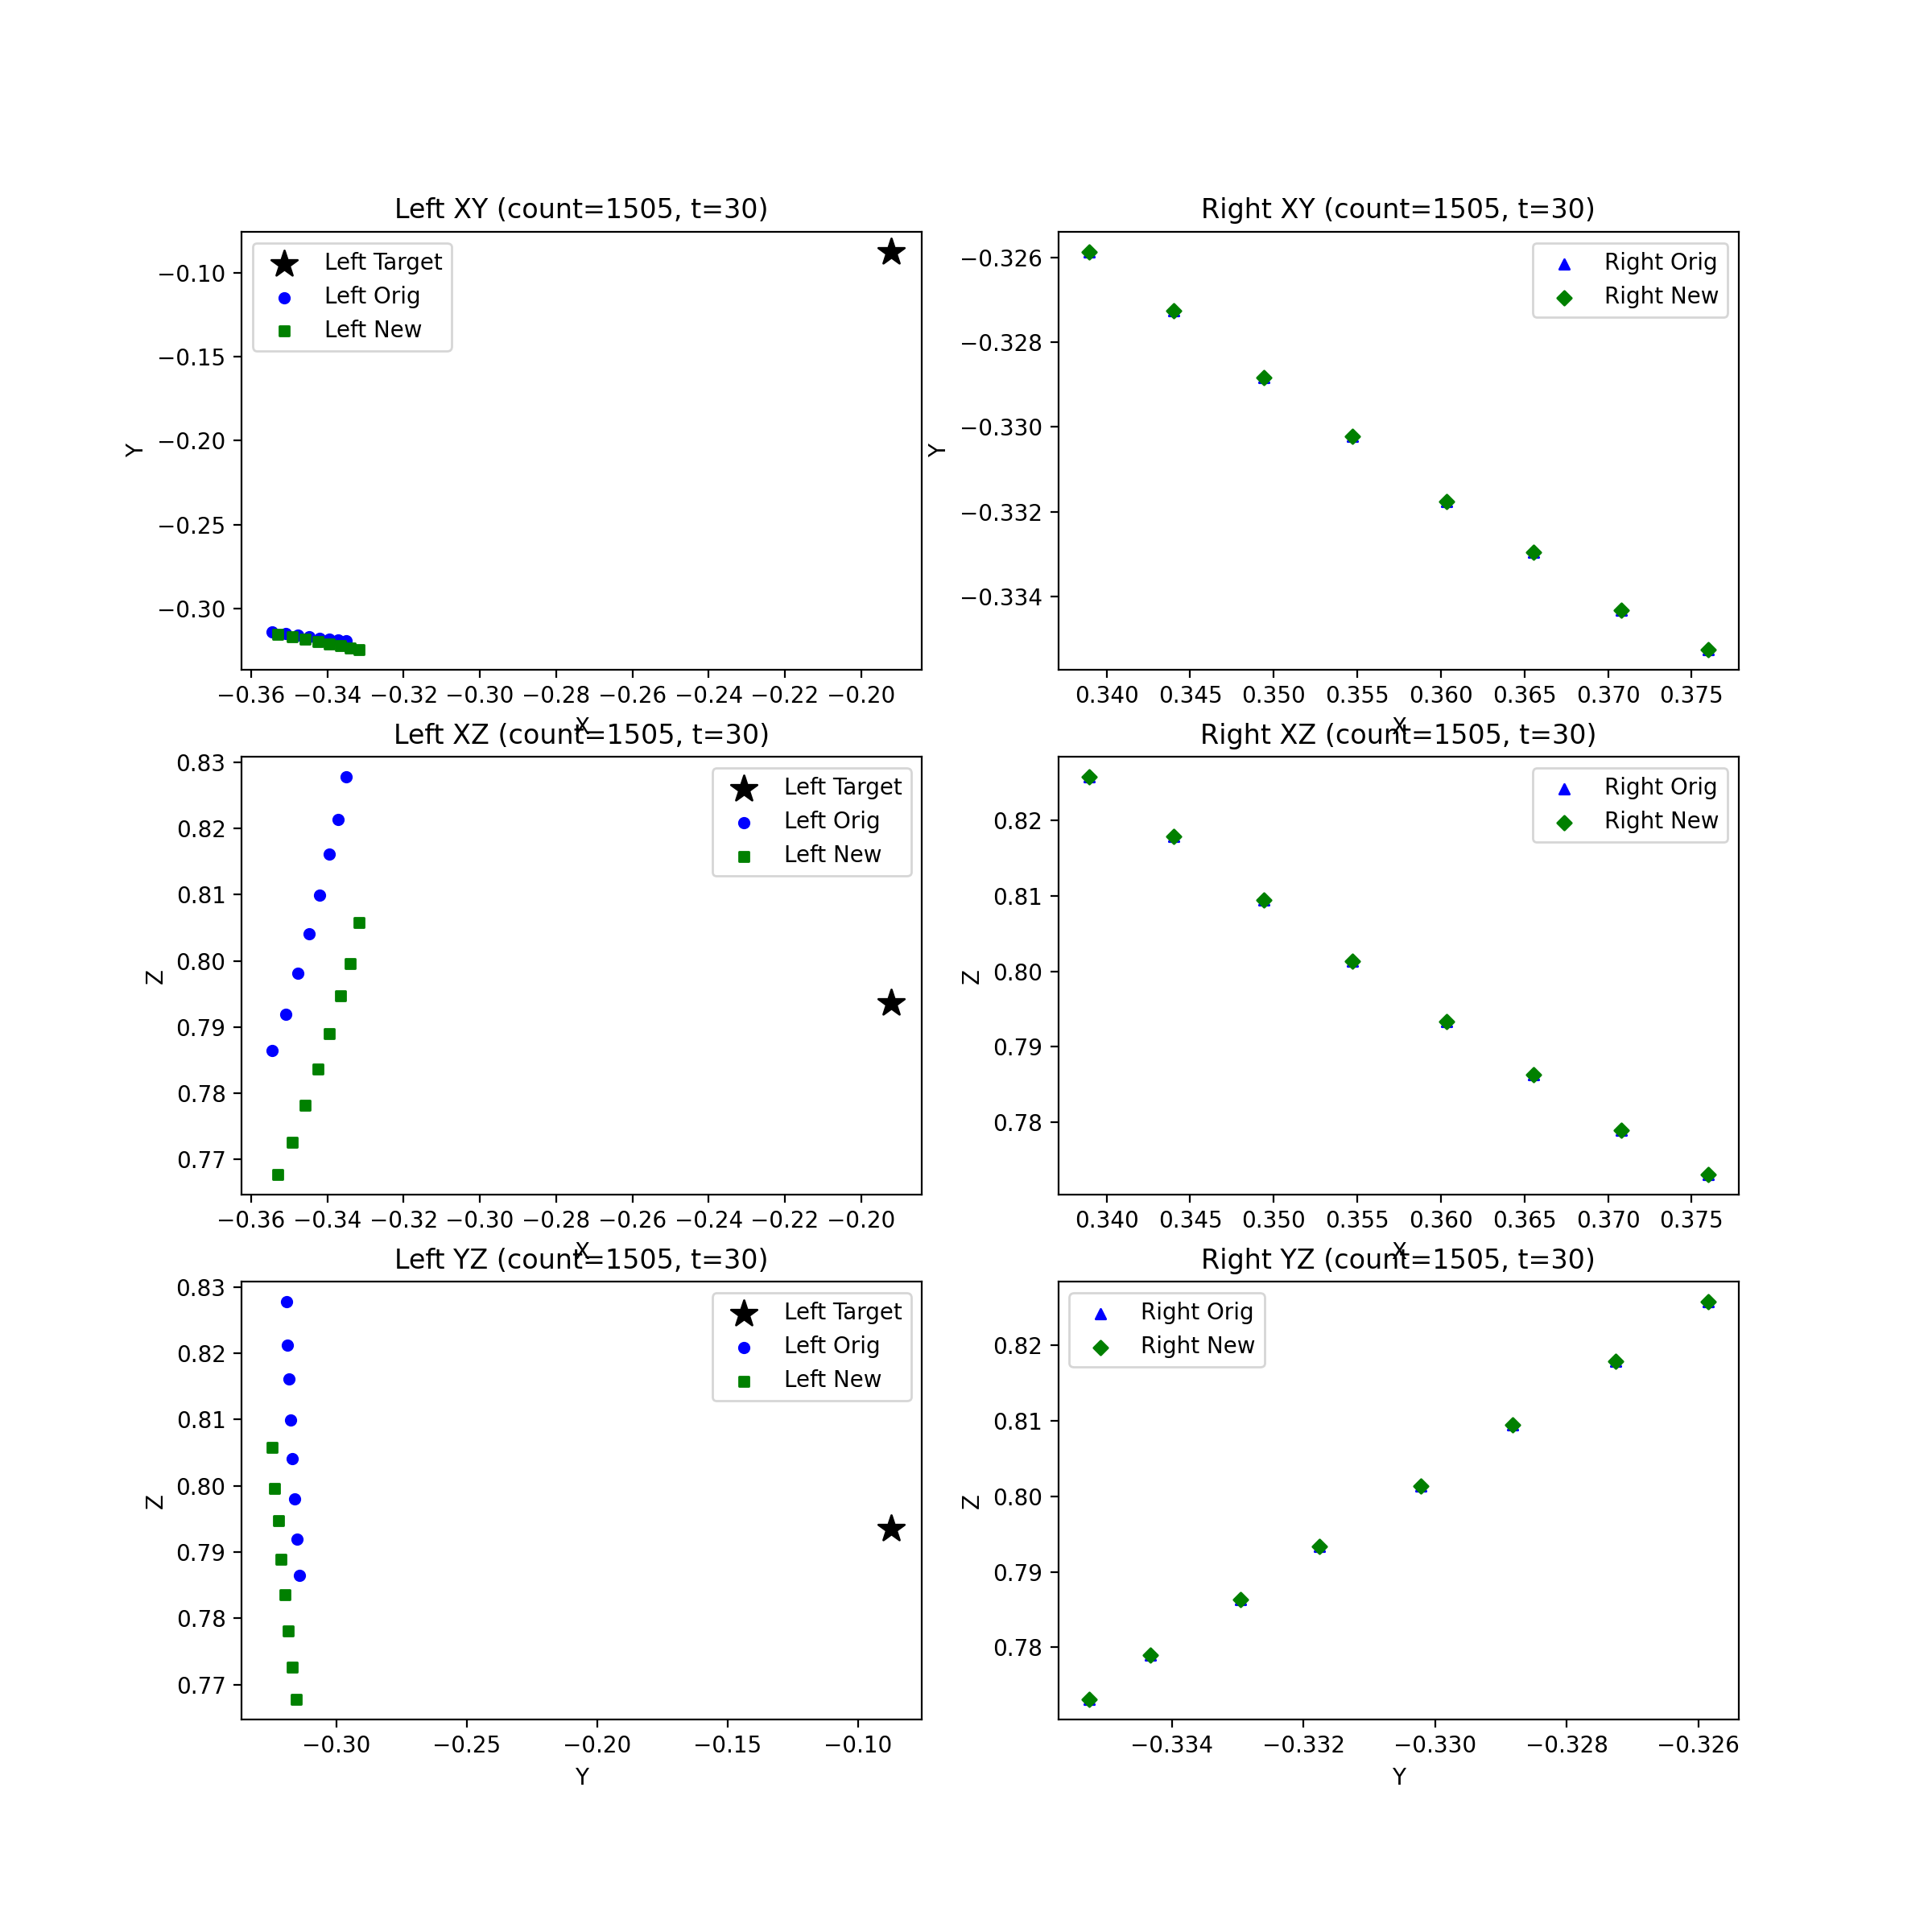 Left XY (count=1505, t=30)
Left Target
Left Orig
Left New
−0.10
−0.15
−0.20
−0.25
−0.30
Y
−0.36 −0.34 −0.32 −0.30 −0.28 −0.26 −0.24 −0.22 −0.20
X
Right XY (count=1505, t=30)
Right Orig
Right New
−0.326
−0.328
−0.330
−0.332
−0.334
Y
0.340 0.345 0.350 0.355 0.360 0.365 0.370 0.375
X
Left XZ (count=1505, t=30)
Left Target
Left Orig
Left New
0.83
0.82
0.81
0.80
0.79
0.78
0.77
Z
−0.36 −0.34 −0.32 −0.30 −0.28 −0.26 −0.24 −0.22 −0.20
X
Right XZ (count=1505, t=30)
Right Orig
Right New
0.82
0.81
0.80
0.79
0.78
Z
0.340 0.345 0.350 0.355 0.360 0.365 0.370 0.375
X
Left YZ (count=1505, t=30)
Left Target
Left Orig
Left New
0.83
0.82
0.81
0.80
0.79
0.78
0.77
Z
−0.30 −0.25 −0.20 −0.15 −0.10
Y
Right YZ (count=1505, t=30)
Right Orig
Right New
0.82
0.81
0.80
0.79
0.78
Z
−0.334 −0.332 −0.330 −0.328 −0.326
Y